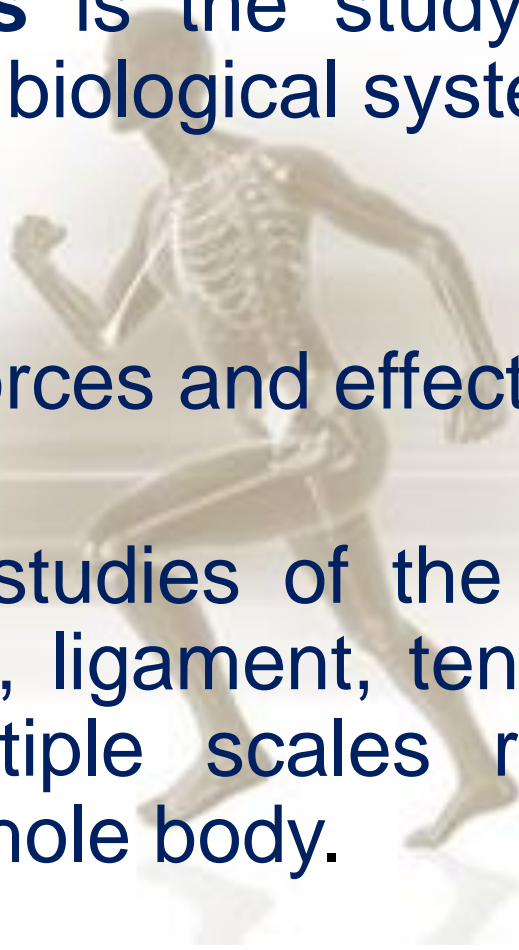 s is the study
biological syste
rces and effect
studies of the
, ligament, ten
tiple scales r
hole body.